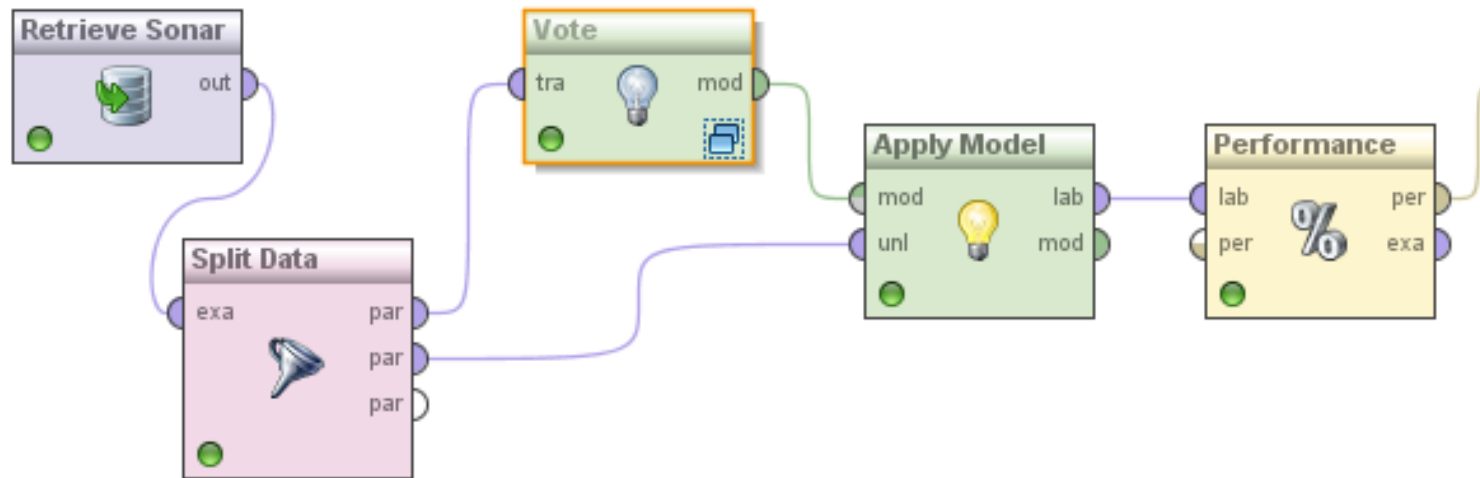 Retrieve Sonar
out
Vote
tra mod
Split Data
exa par
par
par
Apply Model
mod lab
unl mod
Performance
lab per
per exa
%